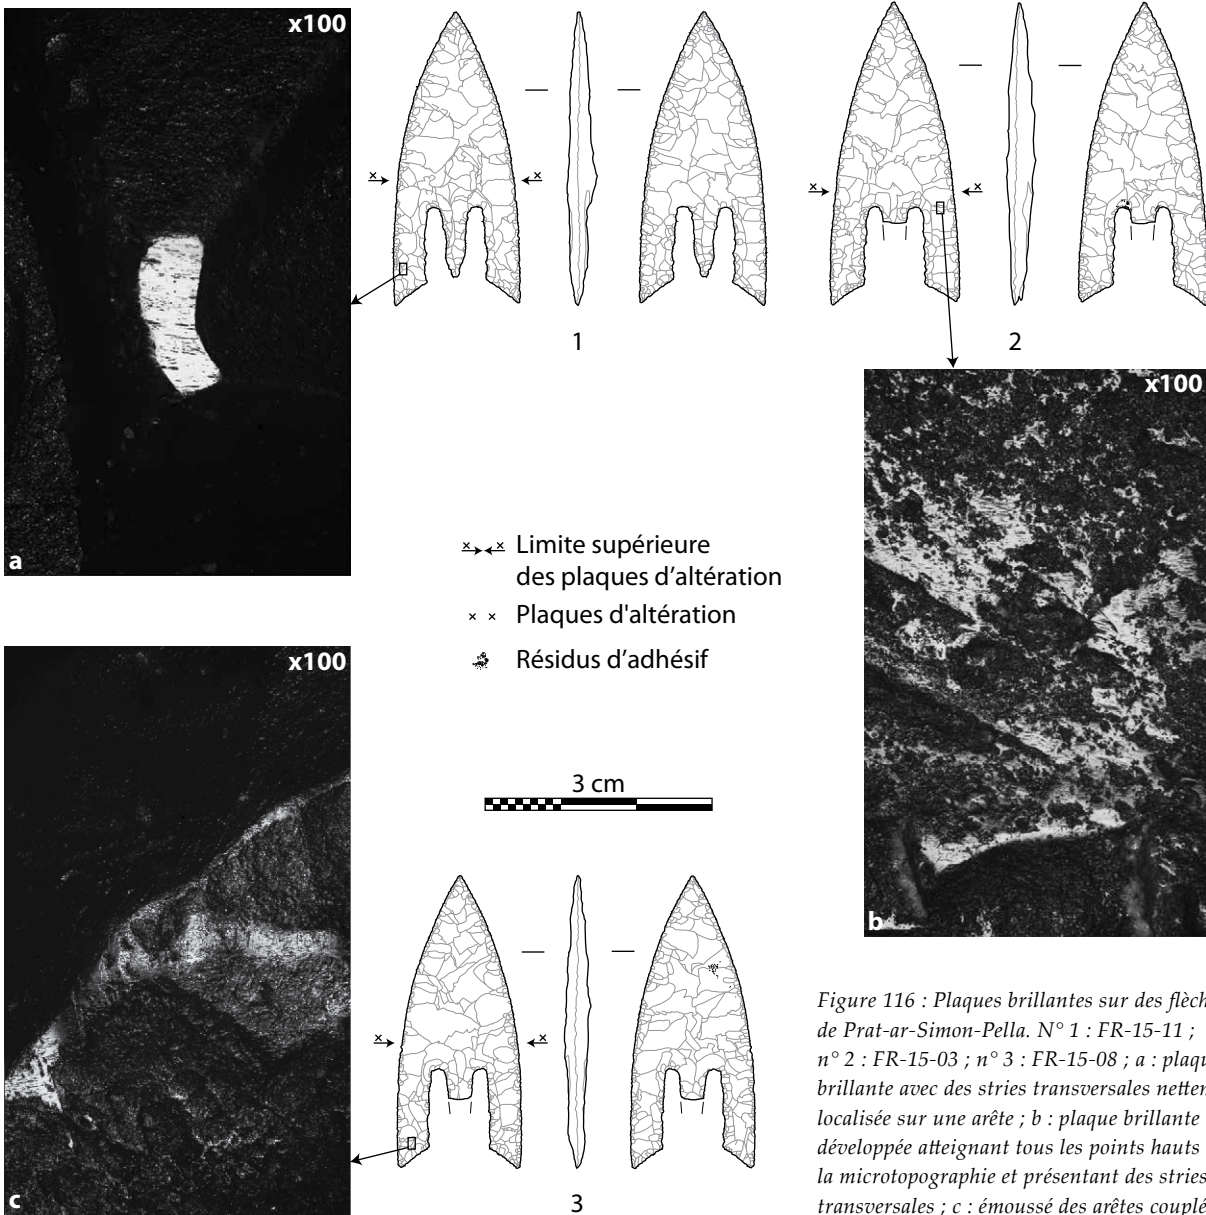 x100
a
1
2
x100
b
Limite supérieure
des plaques d'altération
Plaques d'altération
Résidus d'adhésif
x100
c
3 cm
3
Figure 116 : Plaques brillantes sur des flèch
de Prat-ar-Simon-Pella. N° 1 : FR-15-11 ;
n° 2 : FR-15-03 ; n° 3 : FR-15-08 ; a : plaqu
brillante avec des stries transversales netten
localisée sur une arête ; b : plaque brillante
développée atteignant tous les points hauts
la microtopographie et présentant des stries
transversales ; c : émoussé des arêtes couplé